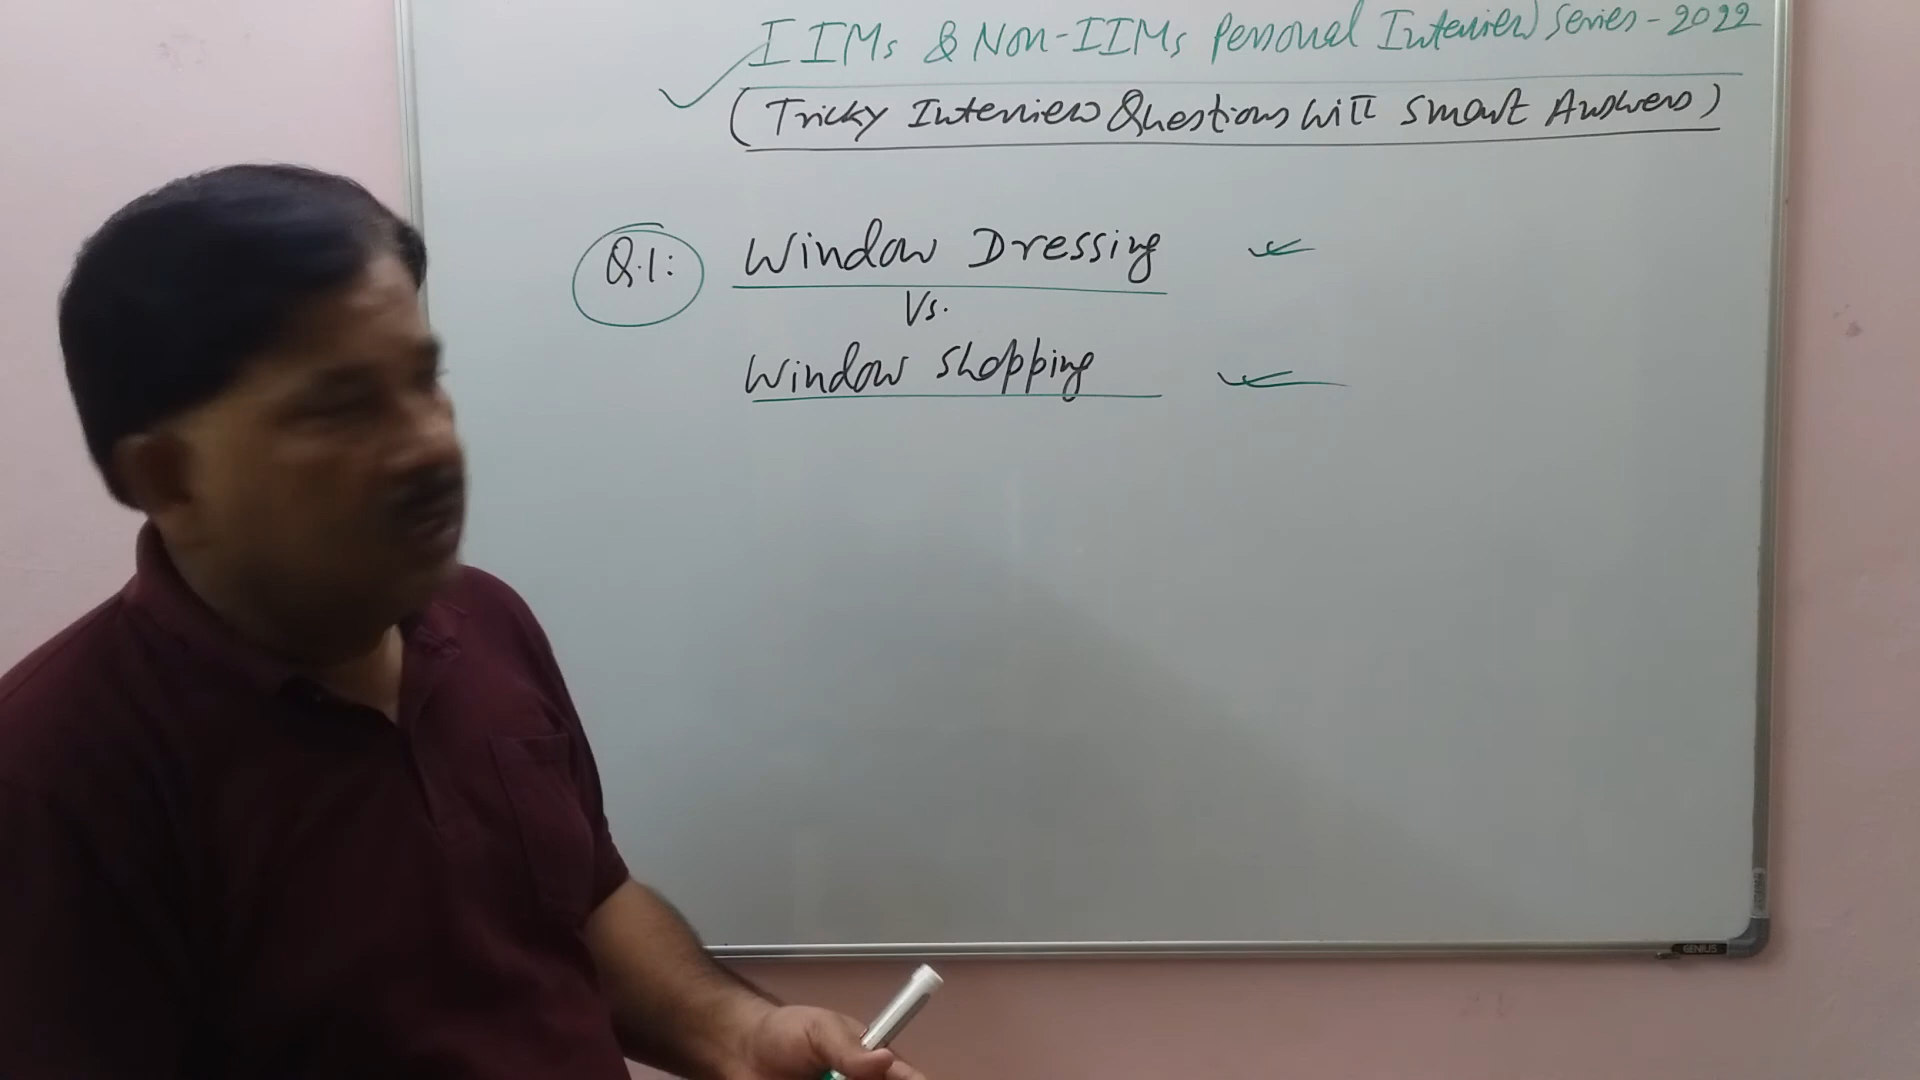 IIMs & Non-IIMs Personal Interview Series - 2022
(Tricky Interview Questions with Smart Answers)
Q.1: Window Dressing
Vs.
Window Shopping
GENIUS